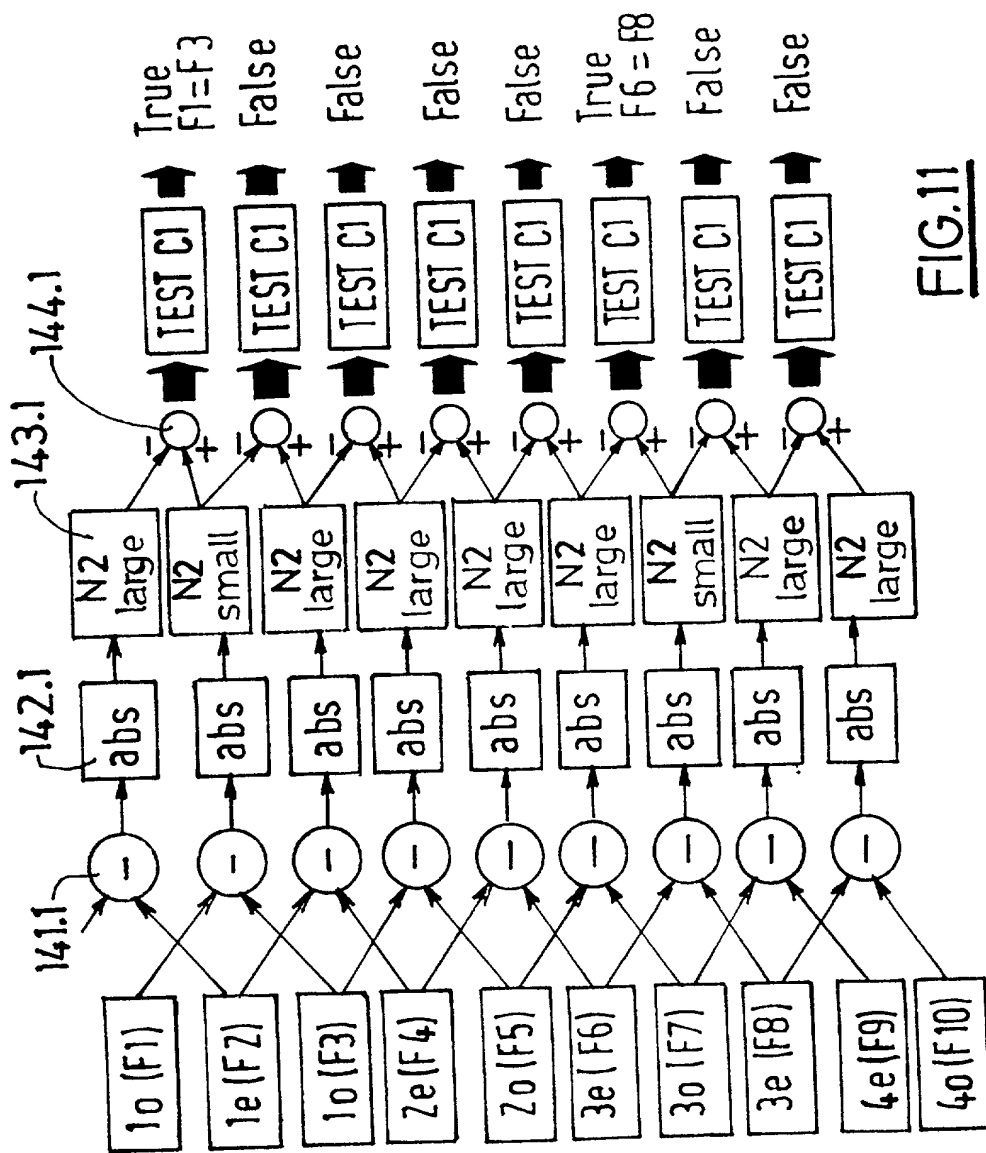 141.1
142.1
143.1
144.1
1o (F1)
1e (F2)
1o (F3)
2e (F4)
2o (F5)
3e (F6)
3o (F7)
3e (F8)
4e (F9)
4o (F10)
−
−
−
−
−
−
−
−
−
abs
abs
abs
abs
abs
abs
abs
abs
abs
N2
large
N2
small
N2
large
N2
large
N2
large
N2
large
N2
small
N2
large
N2
large
− +
− +
− +
− +
− +
− +
− +
− +
TEST C1
TEST C1
TEST C1
TEST C1
TEST C1
TEST C1
TEST C1
TEST C1
True
F1=F3
False
False
False
False
True
F6=F8
False
False
FIG.11